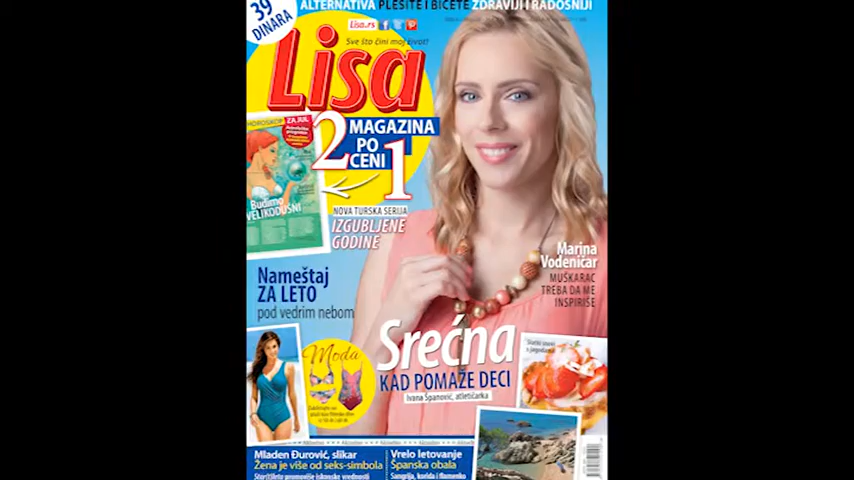 39
DINARA
ALTERNATIVA PLEŠITE I BIĆETE ZDRAVIJI I RADOSNIJI
Lisa.rs
Sve što čini moj život!
Lisa
HOROSKOP ZA JUL
2 MAGAZINA
PO
CENI 1
Budimo
VELIKODUŠNI
NOVA TURSKA SERIJA
IZGUBLJENE
GODINE
Marina
Vodeničar
MUŠKARAC
TREBA DA ME
INSPIRIŠE
Nameštaj
ZA LETO
pod vedrim nebom
Srećna
KAD POMAŽE DECI
Ivana Španović, atletičarka
Moda
Mladen Đurović, slikar
Žena je više od seks-simbola
Vrelo letovanje
Španska obala
Sangrija, korida i flamenko